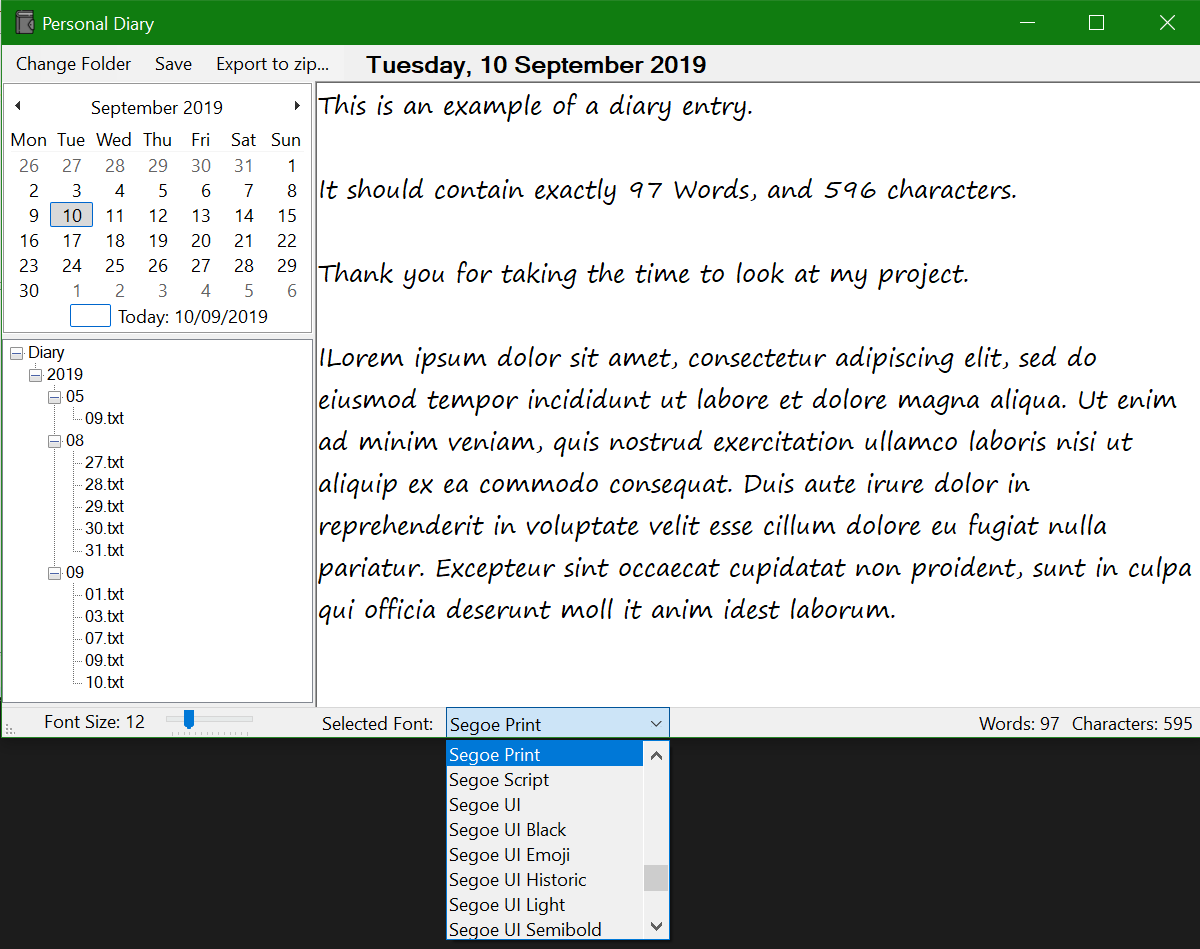 Personal Diary
Change Folder Save Export to zip... Tuesday, 10 September 2019
September 2019
Mon Tue Wed Thu Fri Sat Sun
26 27 28 29 30 31 1
2 3 4 5 6 7 8
9 10 11 12 13 14 15
16 17 18 19 20 21 22
23 24 25 26 27 28 29
30 1 2 3 4 5 6
Today: 10/09/2019
Diary
2019
05
09.txt
08
27.txt
28.txt
29.txt
30.txt
31.txt
09
01.txt
03.txt
07.txt
09.txt
10.txt
This is an example of a diary entry.
It should contain exactly 97 Words, and 596 characters.
Thank you for taking the time to look at my project.
ILorem ipsum dolor sit amet, consectetur adipiscing elit, sed do
eiusmod tempor incididunt ut labore et dolore magna aliqua. Ut enim
ad minim veniam, quis nostrud exercitation ullamco laboris nisi ut
aliquip ex ea commodo consequat. Duis aute irure dolor in
reprehenderit in voluptate velit esse cillum dolore eu fugiat nulla
pariatur. Excepteur sint occaecat cupidatat non proident, sunt in culpa
qui officia deserunt moll it anim idest laborum.
Font Size: 12 Selected Font: Segoe Print Words: 97 Characters: 595
Segoe Print
Segoe Script
Segoe UI
Segoe UI Black
Segoe UI Emoji
Segoe UI Historic
Segoe UI Light
Segoe UI Semibold